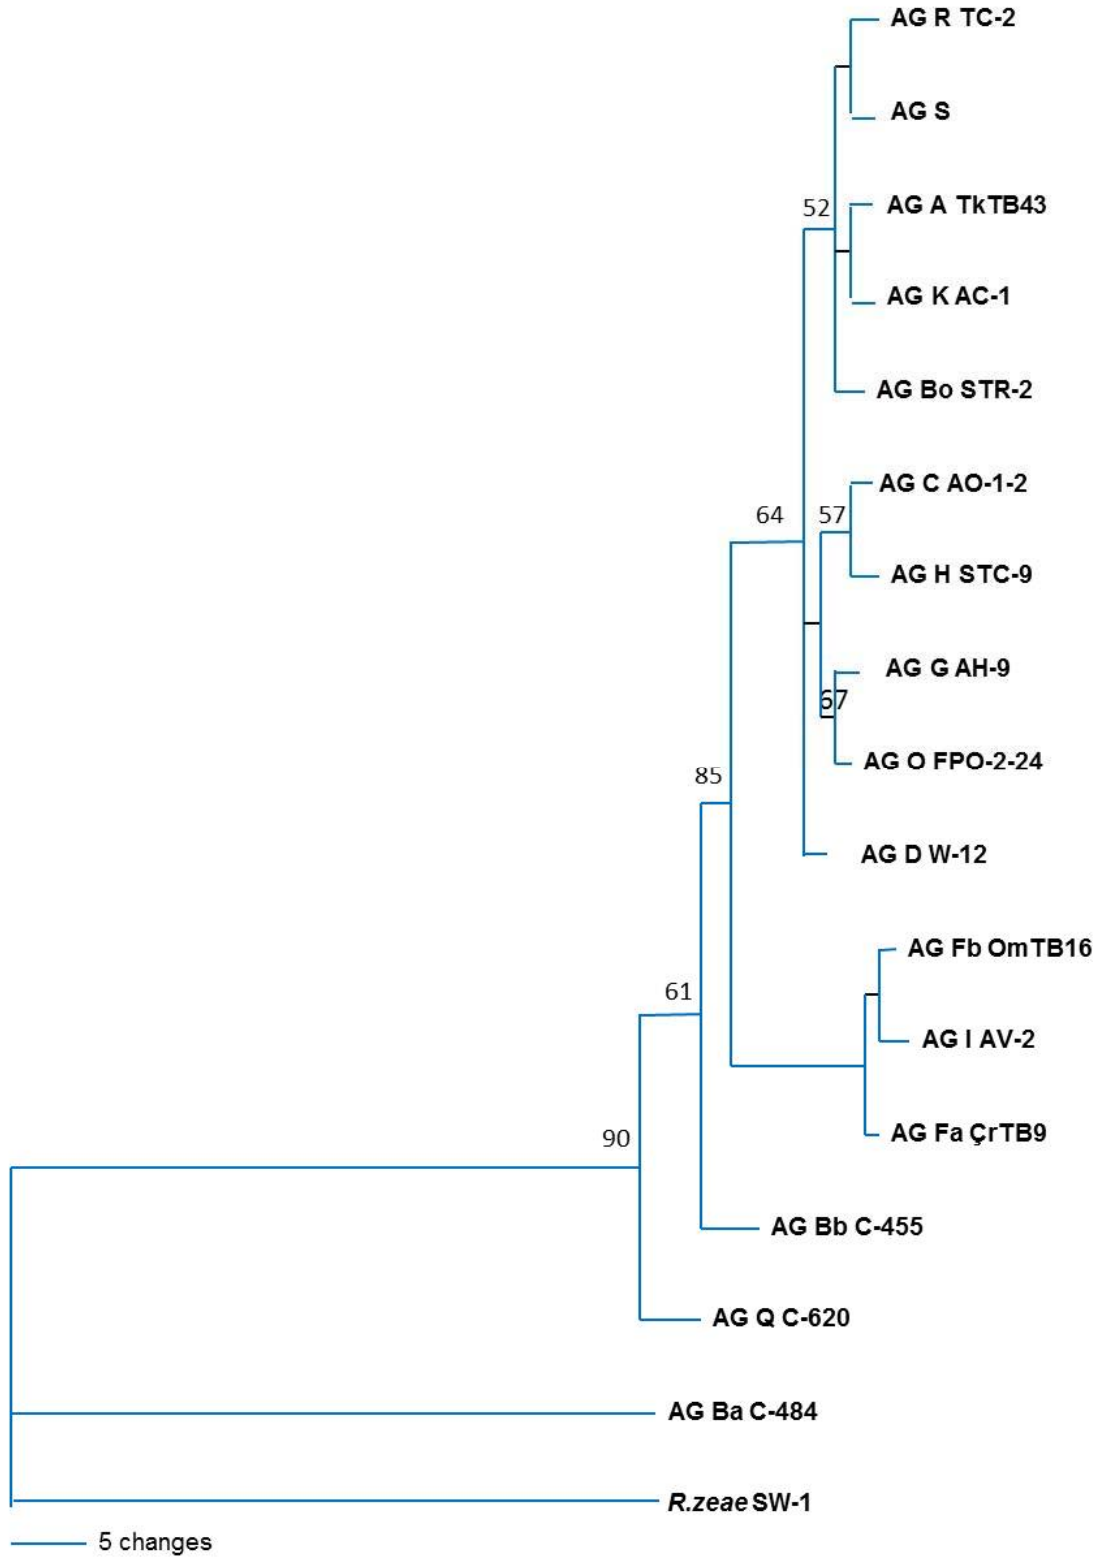 AG R TC-2
AG S
52
AG A TkTB43
AG K AC-1
AG Bo STR-2
AG C AO-1-2
64
57
AG H STC-9
AG G AH-9
67
AG O FPO-2-24
85
AG D W-12
AG Fb OmTB16
61
AG I AV-2
AG Fa ÇrTB9
90
AG Bb C-455
AG Q C-620
AG Ba C-484
R.zeae SW-1
5 changes